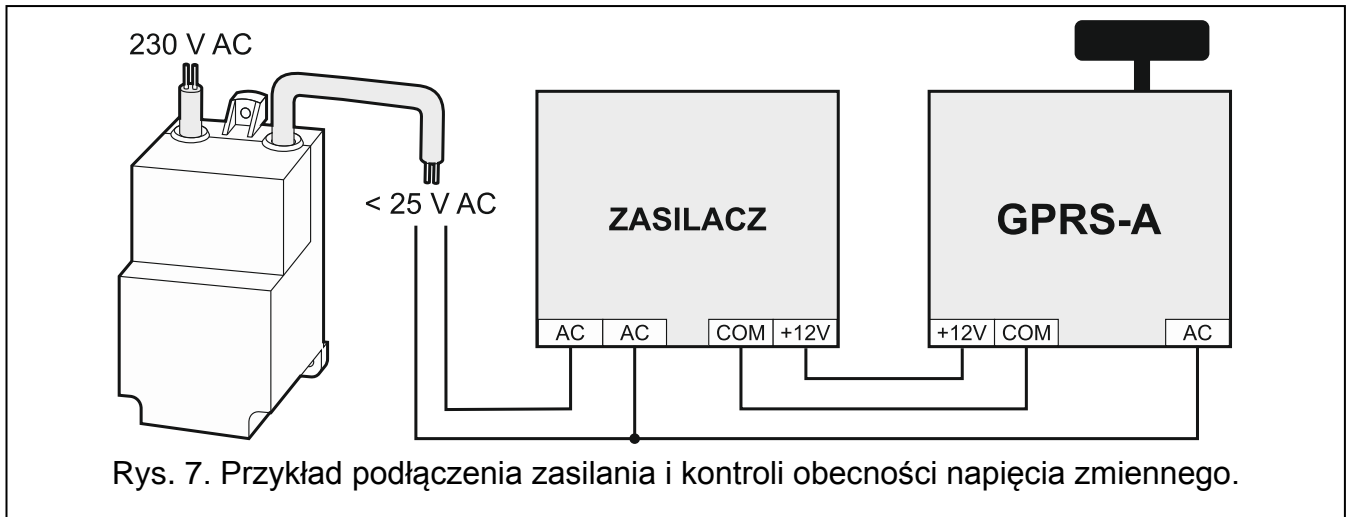 230 V AC
< 25 V AC
ZASILACZ
GPRS-A
AC AC COM +12V
+12V COM AC
Rys. 7. Przykład podłączenia zasilania i kontroli obecności napięcia zmiennego.